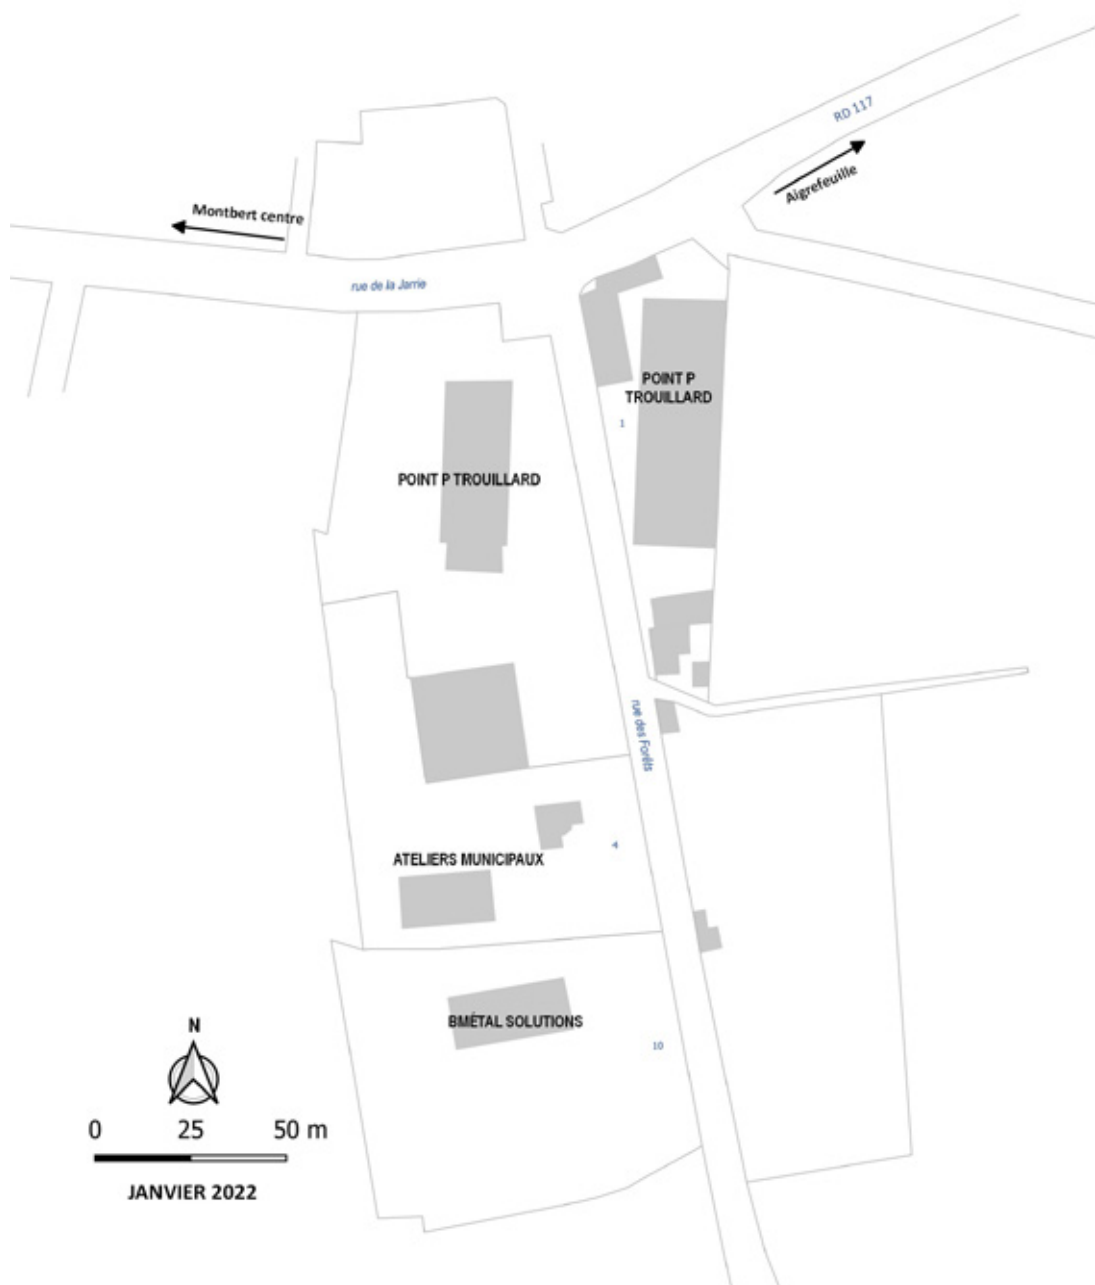 RD 117
Aigrefeuille
Montbert centre
rue de la Jarrie
POINT P
TROUILLARD
1
POINT P TROUILLARD
rue des Forêts
4
ATELIERS MUNICIPAUX
BMÉTAL SOLUTIONS
10
N
0 25 50 m
JANVIER 2022